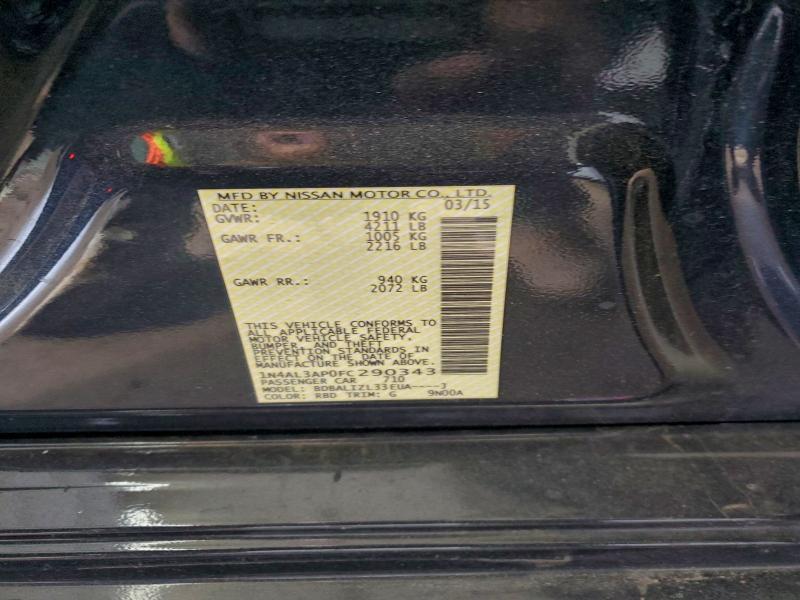 MFD BY NISSAN MOTOR CO., LTD.
DATE: 03/15
GVWR: 1910 KG
4211 LB
GAWR FR.: 1005 KG
2216 LB
GAWR RR.: 940 KG
2072 LB
THIS VEHICLE CONFORMS TO
ALL APPLICABLE FEDERAL
MOTOR VEHICLE SAFETY,
BUMPER, AND THEFT
PREVENTION STANDARDS IN
EFFECT ON THE DATE OF
MANUFACTURE SHOWN ABOVE.
1N4AL3AP0FC290343
PASSENGER CAR 710
MODEL: BDBALIZL33EUA----J
COLOR: RBD TRIM: G 9N00A